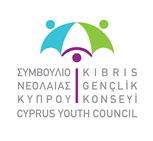 ΣΥΜΒΟΥΛΙΟ KIBRIS
ΝΕΟΛΑΙΑΣ GENÇLİK
ΚΥΠΡΟΥ KONSEYİ
CYPRUS YOUTH COUNCIL